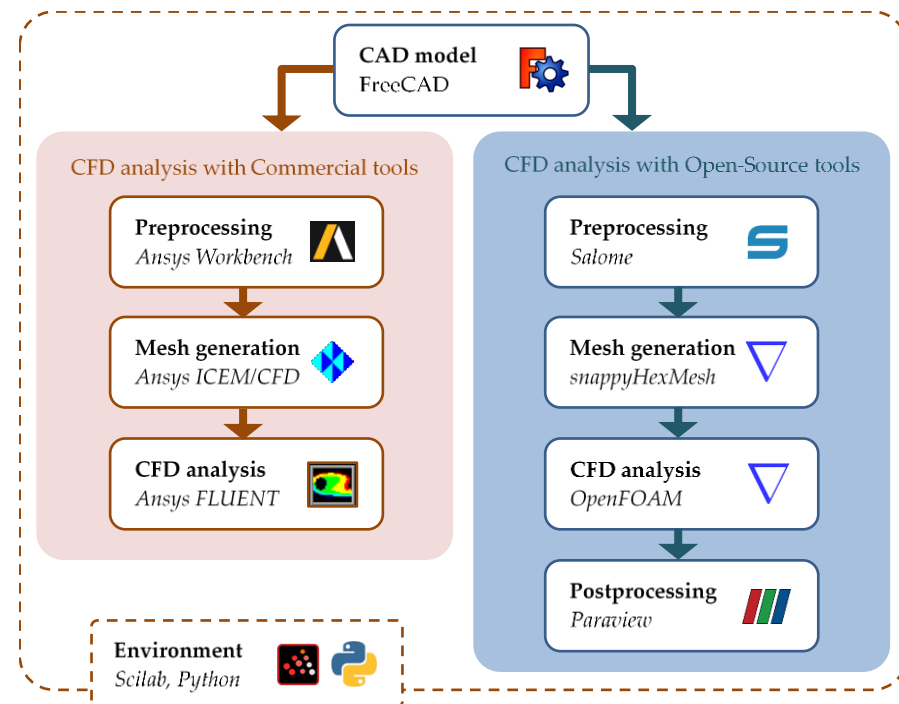 CAD model
FreeCAD
CFD analysis with Commercial tools
Preprocessing
Ansys Workbench
Mesh generation
Ansys ICEM/CFD
CFD analysis
Ansys FLUENT
CFD analysis with Open-Source tools
Preprocessing
Salome
Mesh generation
snappyHexMesh
CFD analysis
OpenFOAM
Postprocessing
Paraview
Environment
Scilab, Python